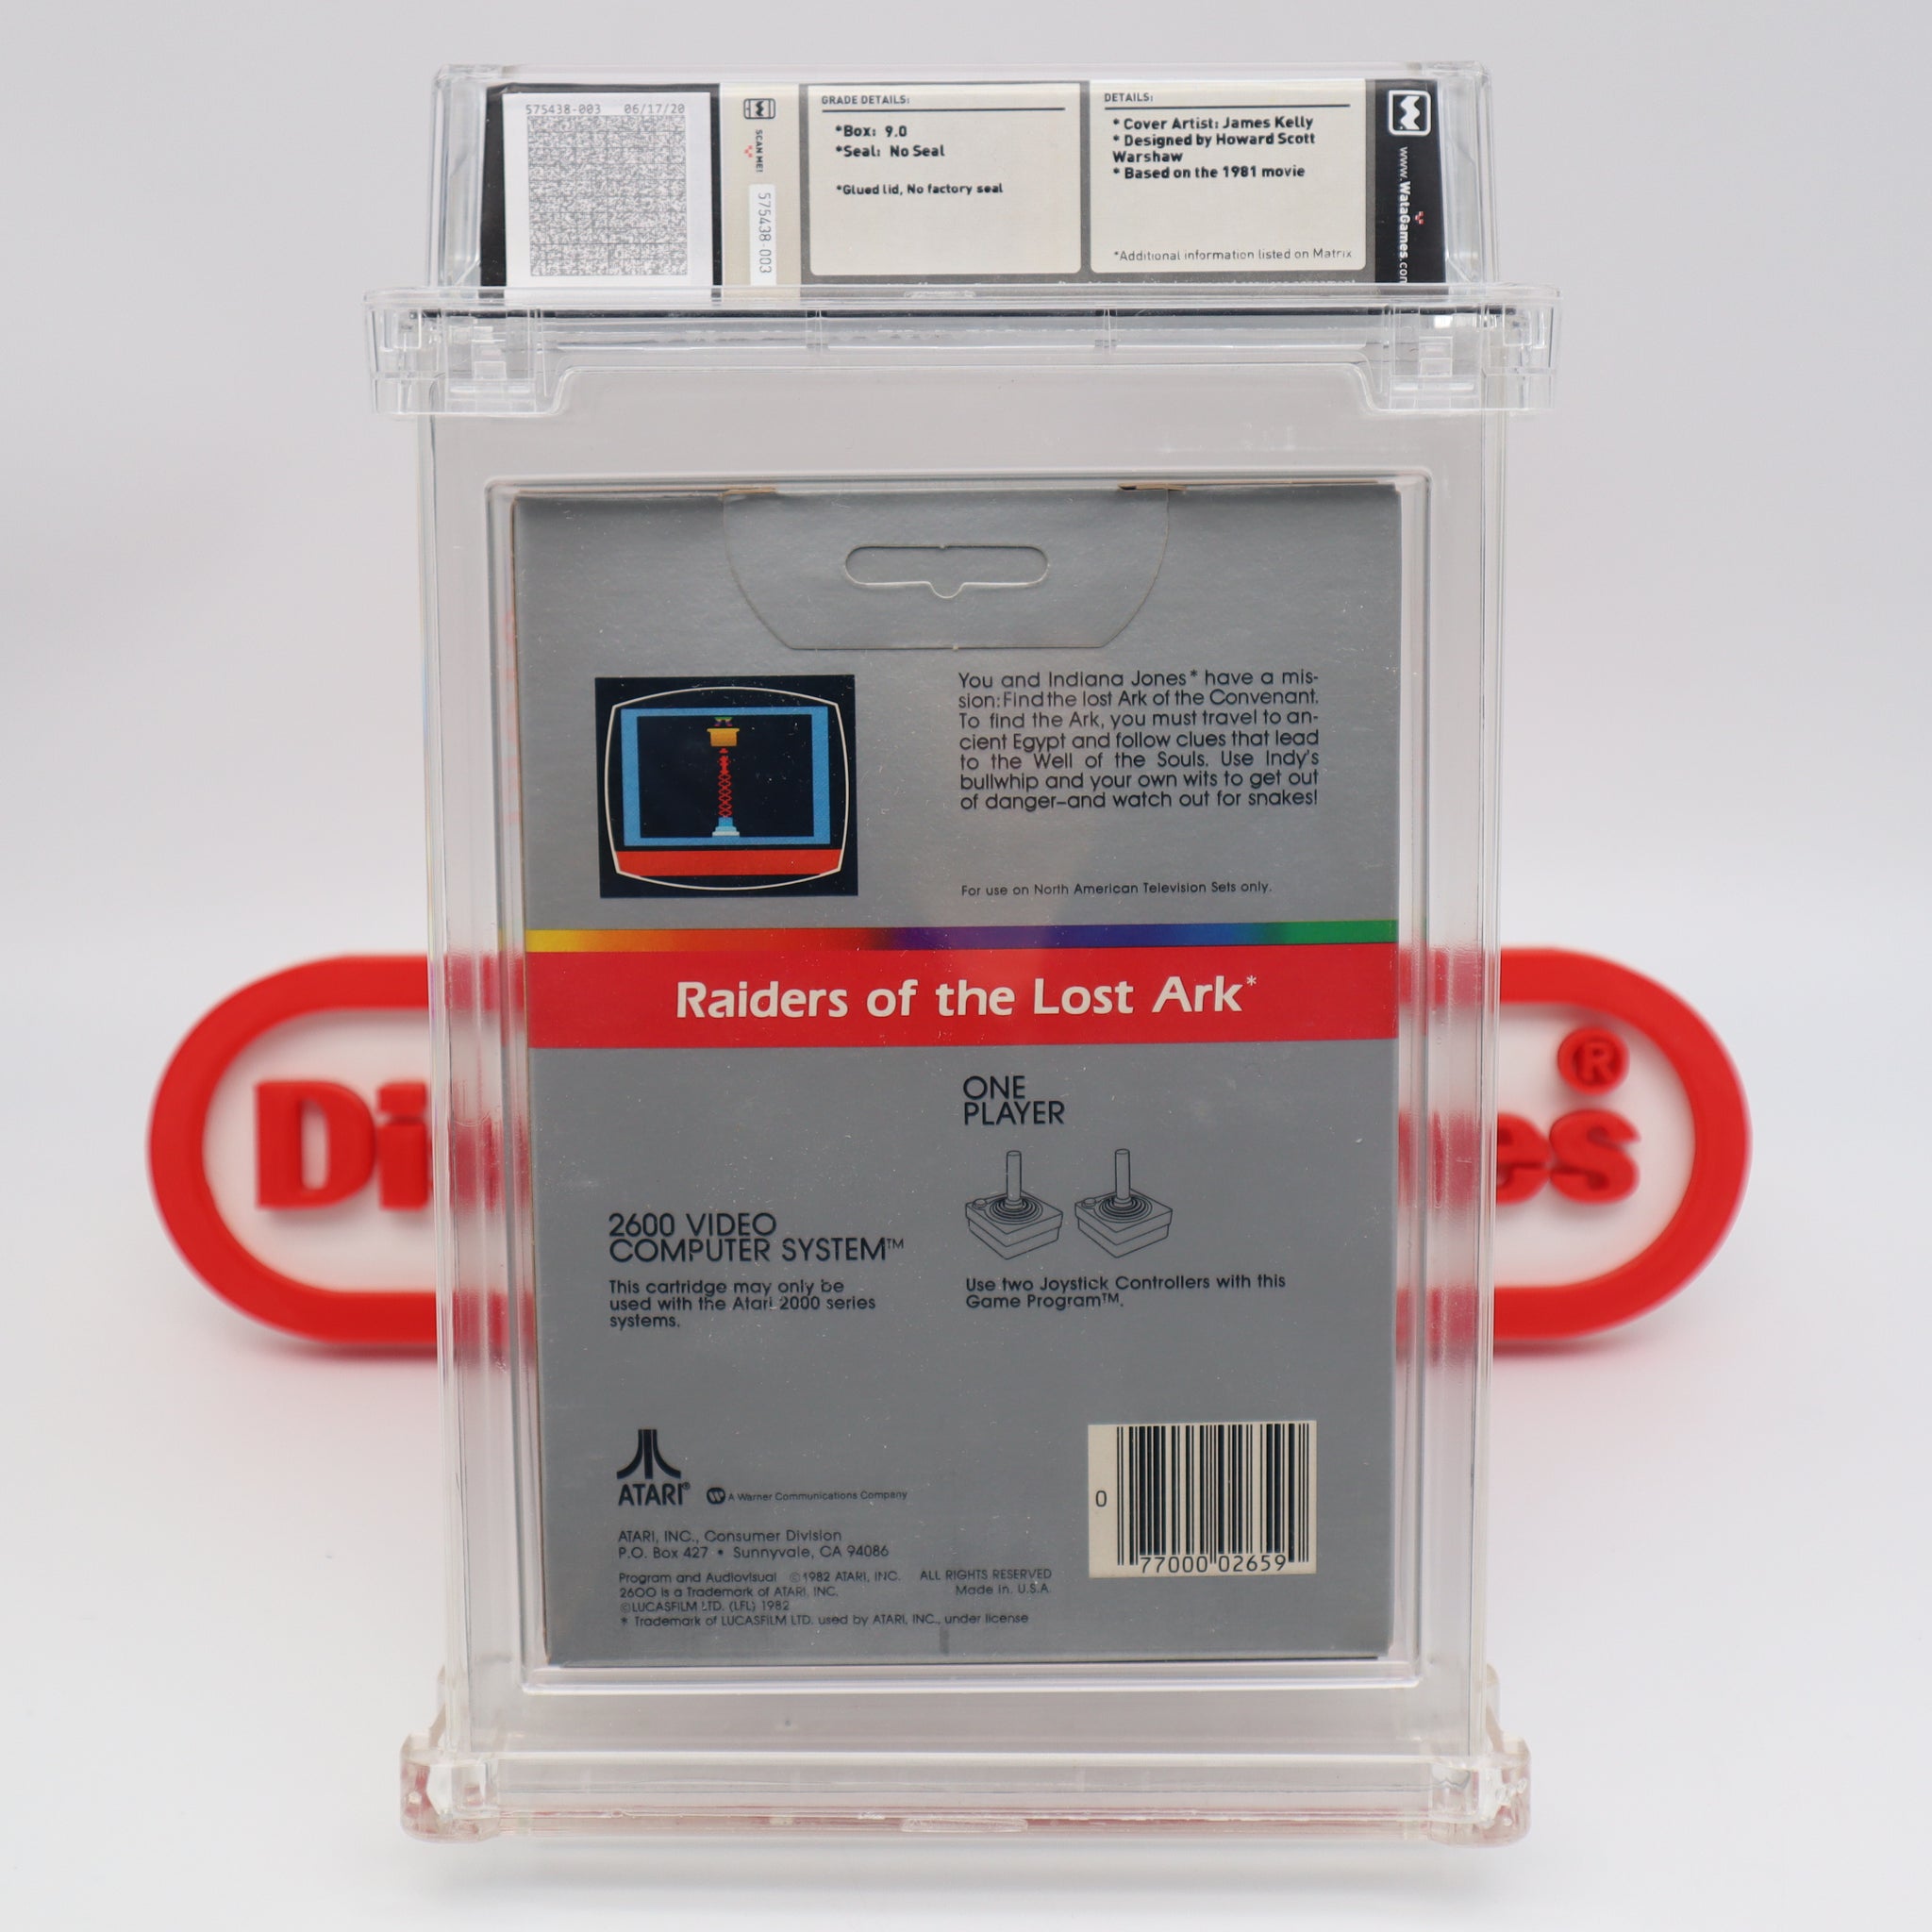 575438-003 06/17/20
SCAN ME!
575438-003
GRADE DETAILS:
*Box: 9.0
*Seal: No Seal
*Glued lid, No factory seal
DETAILS:
* Cover Artist: James Kelly
* Designed by Howard Scott
Warshaw
* Based on the 1981 movie
*Additional information listed on Matrix
www.WataGames.com
You and Indiana Jones* have a mis-
sion: Find the lost Ark of the Convenant.
To find the Ark, you must travel to an-
cient Egypt and follow clues that lead
to the Well of the Souls. Use Indy's
bullwhip and your own wits to get out
of danger–and watch out for snakes!
For use on North American Television Sets only.
Raiders of the Lost Ark*
ONE
PLAYER
2600 VIDEO
COMPUTER SYSTEM™
This cartridge may only be
used with the Atari 2000 series
systems.
Use two Joystick Controllers with this
Game Program™.
Di
es
®
ATARI®
W A Warner Communications Company
ATARI, INC., Consumer Division
P.O. Box 427 • Sunnyvale, CA 94086
Program and Audiovisual ©1982 ATARI, INC. ALL RIGHTS RESERVED
2600 is a Trademark of ATARI, INC. Made in U.S.A.
©LUCASFILM LTD. (LFL) 1982
* Trademark of LUCASFILM LTD. used by ATARI, INC., under license
0
77000 02659